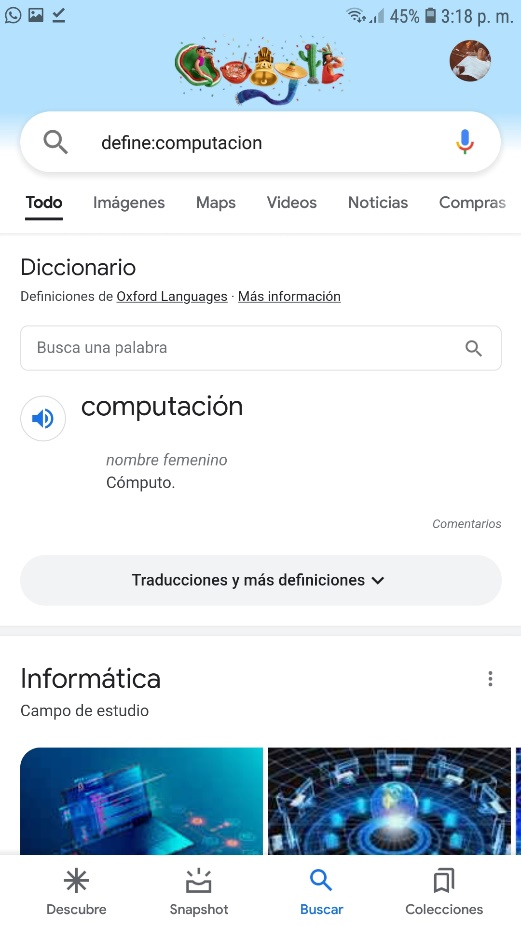 45% 3:18 p. m.
Google
define:computacion
Todo Imágenes Maps Videos Noticias Compras
Diccionario
Definiciones de Oxford Languages · Más información
Busca una palabra
computación
nombre femenino
Cómputo.
Comentarios
Traducciones y más definiciones
Informática
Campo de estudio
Descubre Snapshot Buscar Colecciones